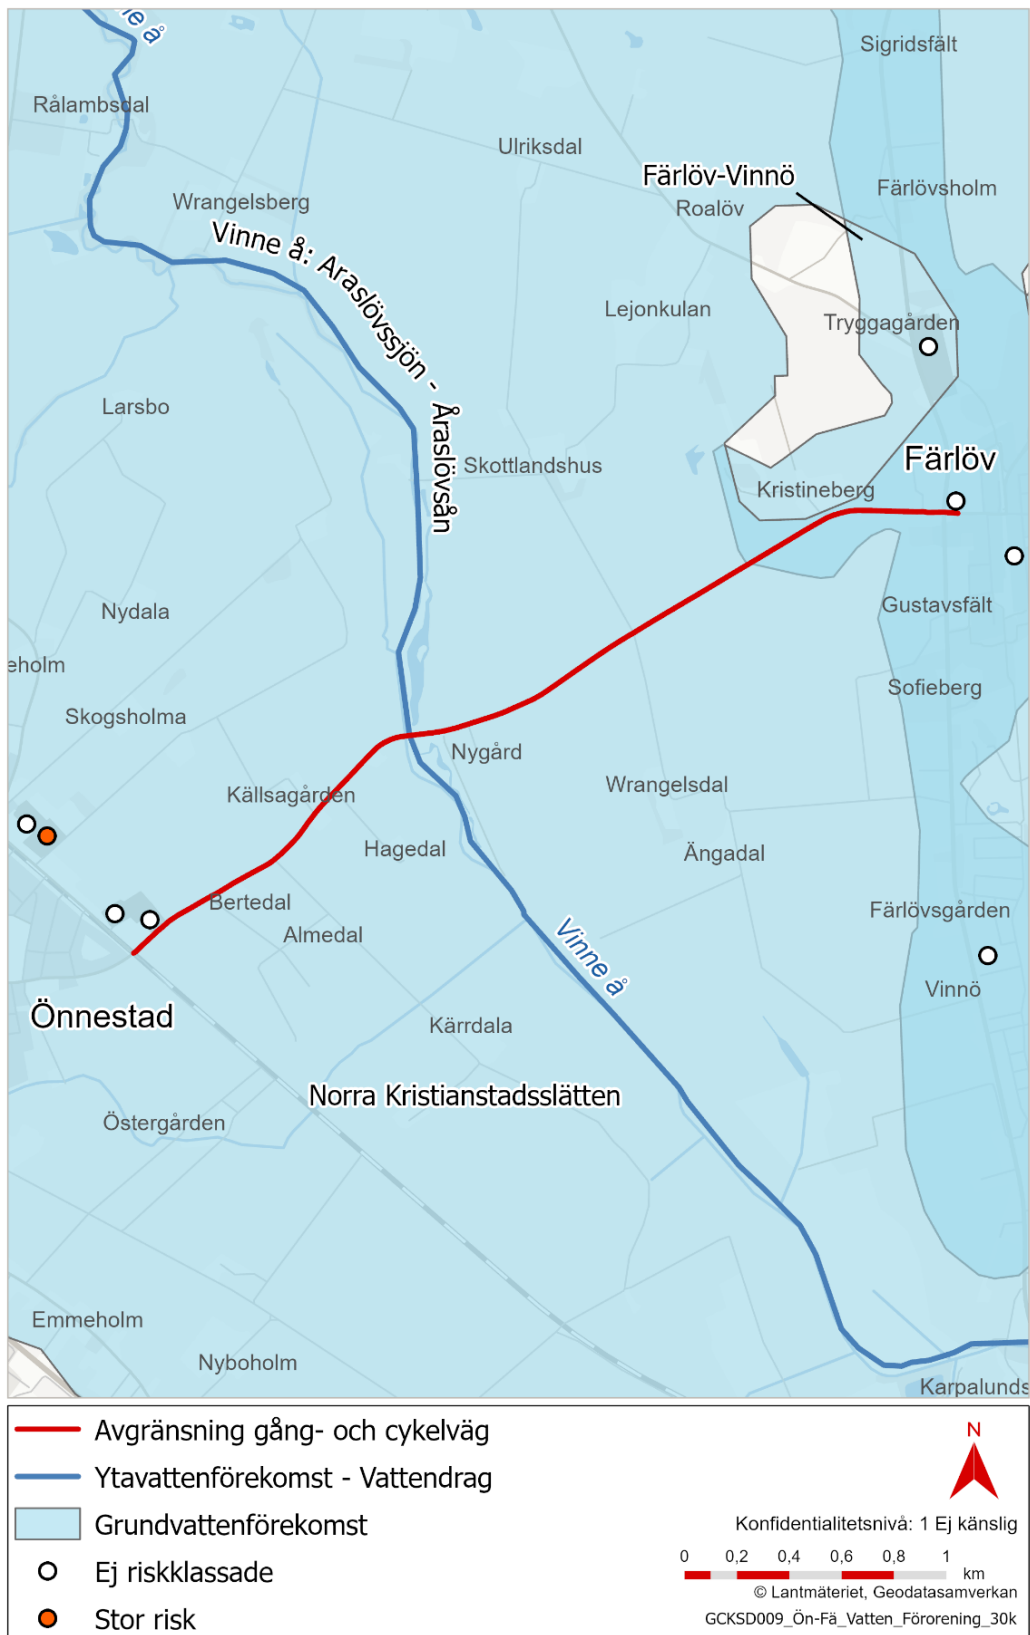 ne å
Sigridsfält
Rålambsdal
Ulriksdal
Färlöv-Vinnö
Färlövsholm
Wrangelsberg
Roalöv
Vinne å: Araslövssjön - Åraslövsån
Lejonkulan
Tryggagården
Larsbo
Skottlandshus
Färlöv
Kristineberg
Nydala
Gustavsfält
eholm
Sofieberg
Skogsholma
Nygård
Wrangelsdal
Källsagården
Hagedal
Ängadal
Bertedal
Färlövsgården
Almedal
Vinne å
Vinnö
Önnestad
Kärrdala
Norra Kristianstadsslätten
Östergården
Emmeholm
Nyboholm
Karpalunds
Avgränsning gång- och cykelväg
Ytavattenförekomst - Vattendrag
Grundvattenförekomst
Ej riskklassade
Stor risk
N
Konfidentialitetsnivå: 1 Ej känslig
0 0,2 0,4 0,6 0,8 1
km
© Lantmäteriet, Geodatasamverkan
GCKSD009_Ön-Fä_Vatten_Förorening_30k